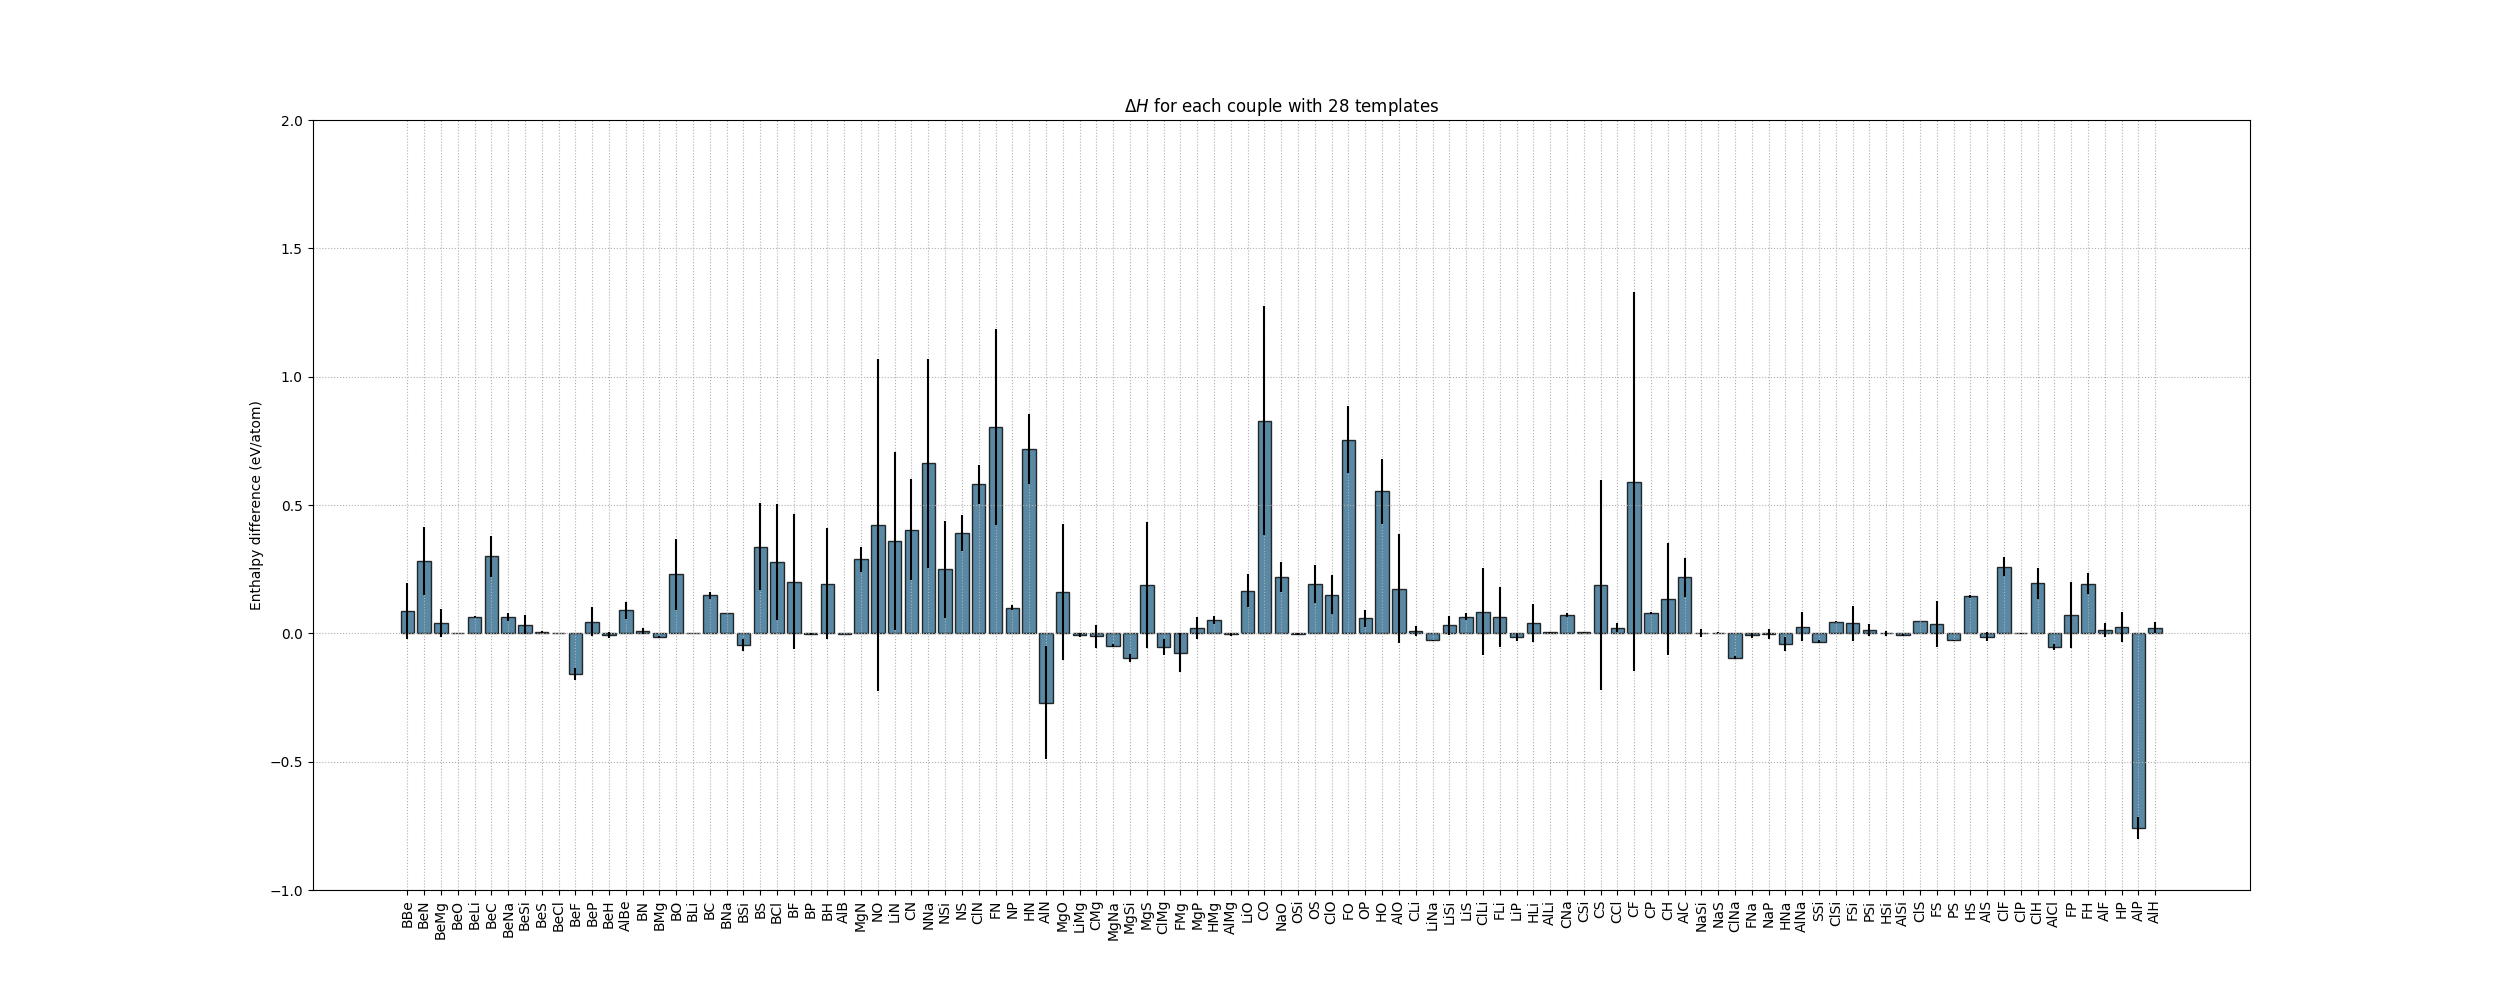 ΔH for each couple with 28 templates
2.0
1.5
1.0
0.5
0.0
−0.5
−1.0
Enthalpy difference (eV/atom)
BBe
BeN
BeMg
BeO
BeLi
BeC
BeNa
BeSi
BeS
BeCl
BeF
BeP
BeH
AlBe
BN
BMg
BO
BLi
BC
BNa
BSi
BS
BCl
BF
BP
BH
AlB
MgN
NO
LiN
CN
NNa
NSi
NS
ClN
FN
NP
HN
AlN
MgO
LiMg
CMg
MgNa
MgSi
MgS
ClMg
FMg
MgP
HMg
AlMg
LiO
CO
NaO
OSi
OS
ClO
FO
OP
HO
AlO
CLi
LiNa
LiSi
LiS
ClLi
FLi
LiP
HLi
AlLi
CNa
CSi
CS
CCl
CF
CP
CH
AlC
NaSi
NaS
ClNa
FNa
NaP
HNa
AlNa
SSi
ClSi
FSi
PSi
HSi
AlSi
ClS
FS
PS
HS
AlS
ClF
ClP
ClH
AlCl
FP
FH
AlF
HP
AlP
AlH